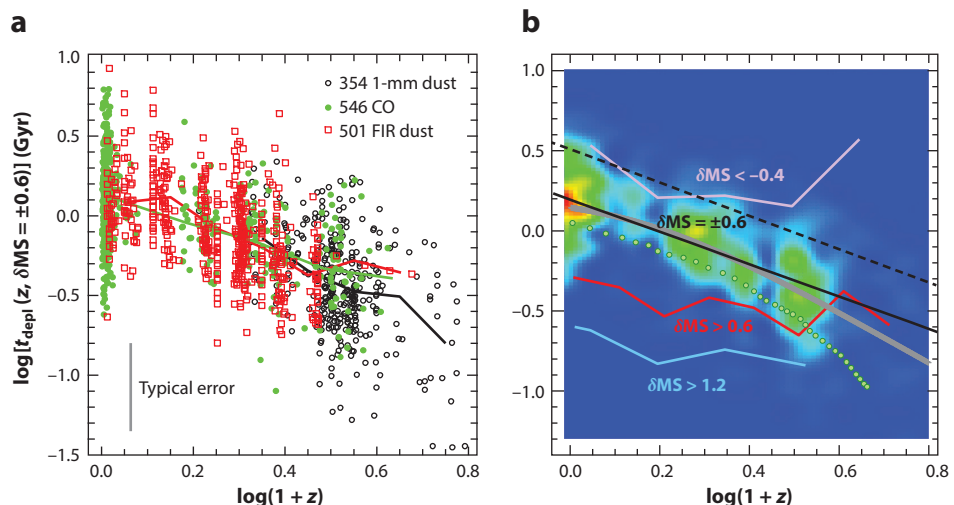 a
b
log[t_depl (z, δMS = ±0.6)] (Gyr)
1.0
0.5
0.0
−0.5
−1.0
−1.5
354 1-mm dust
546 CO
501 FIR dust
Typical error
0.0
0.2
0.4
0.6
0.8
log(1 + z)
1.0
0.5
0.0
−0.5
−1.0
δMS < −0.4
δMS = ±0.6
δMS > 0.6
δMS > 1.2
0.0
0.2
0.4
0.6
0.8
log(1 + z)